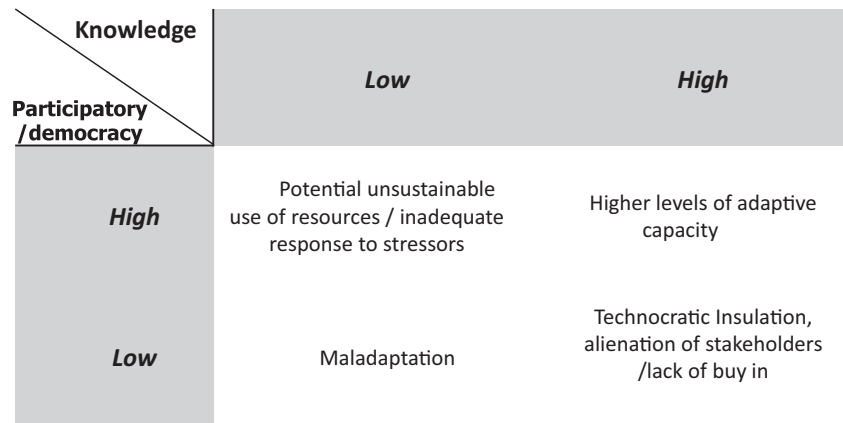 Knowledge
Participatory
/democracy
Low
High
High
Potential unsustainable
use of resources / inadequate
response to stressors
Higher levels of adaptive
capacity
Low
Maladaptation
Technocratic Insulation,
alienation of stakeholders
/lack of buy in